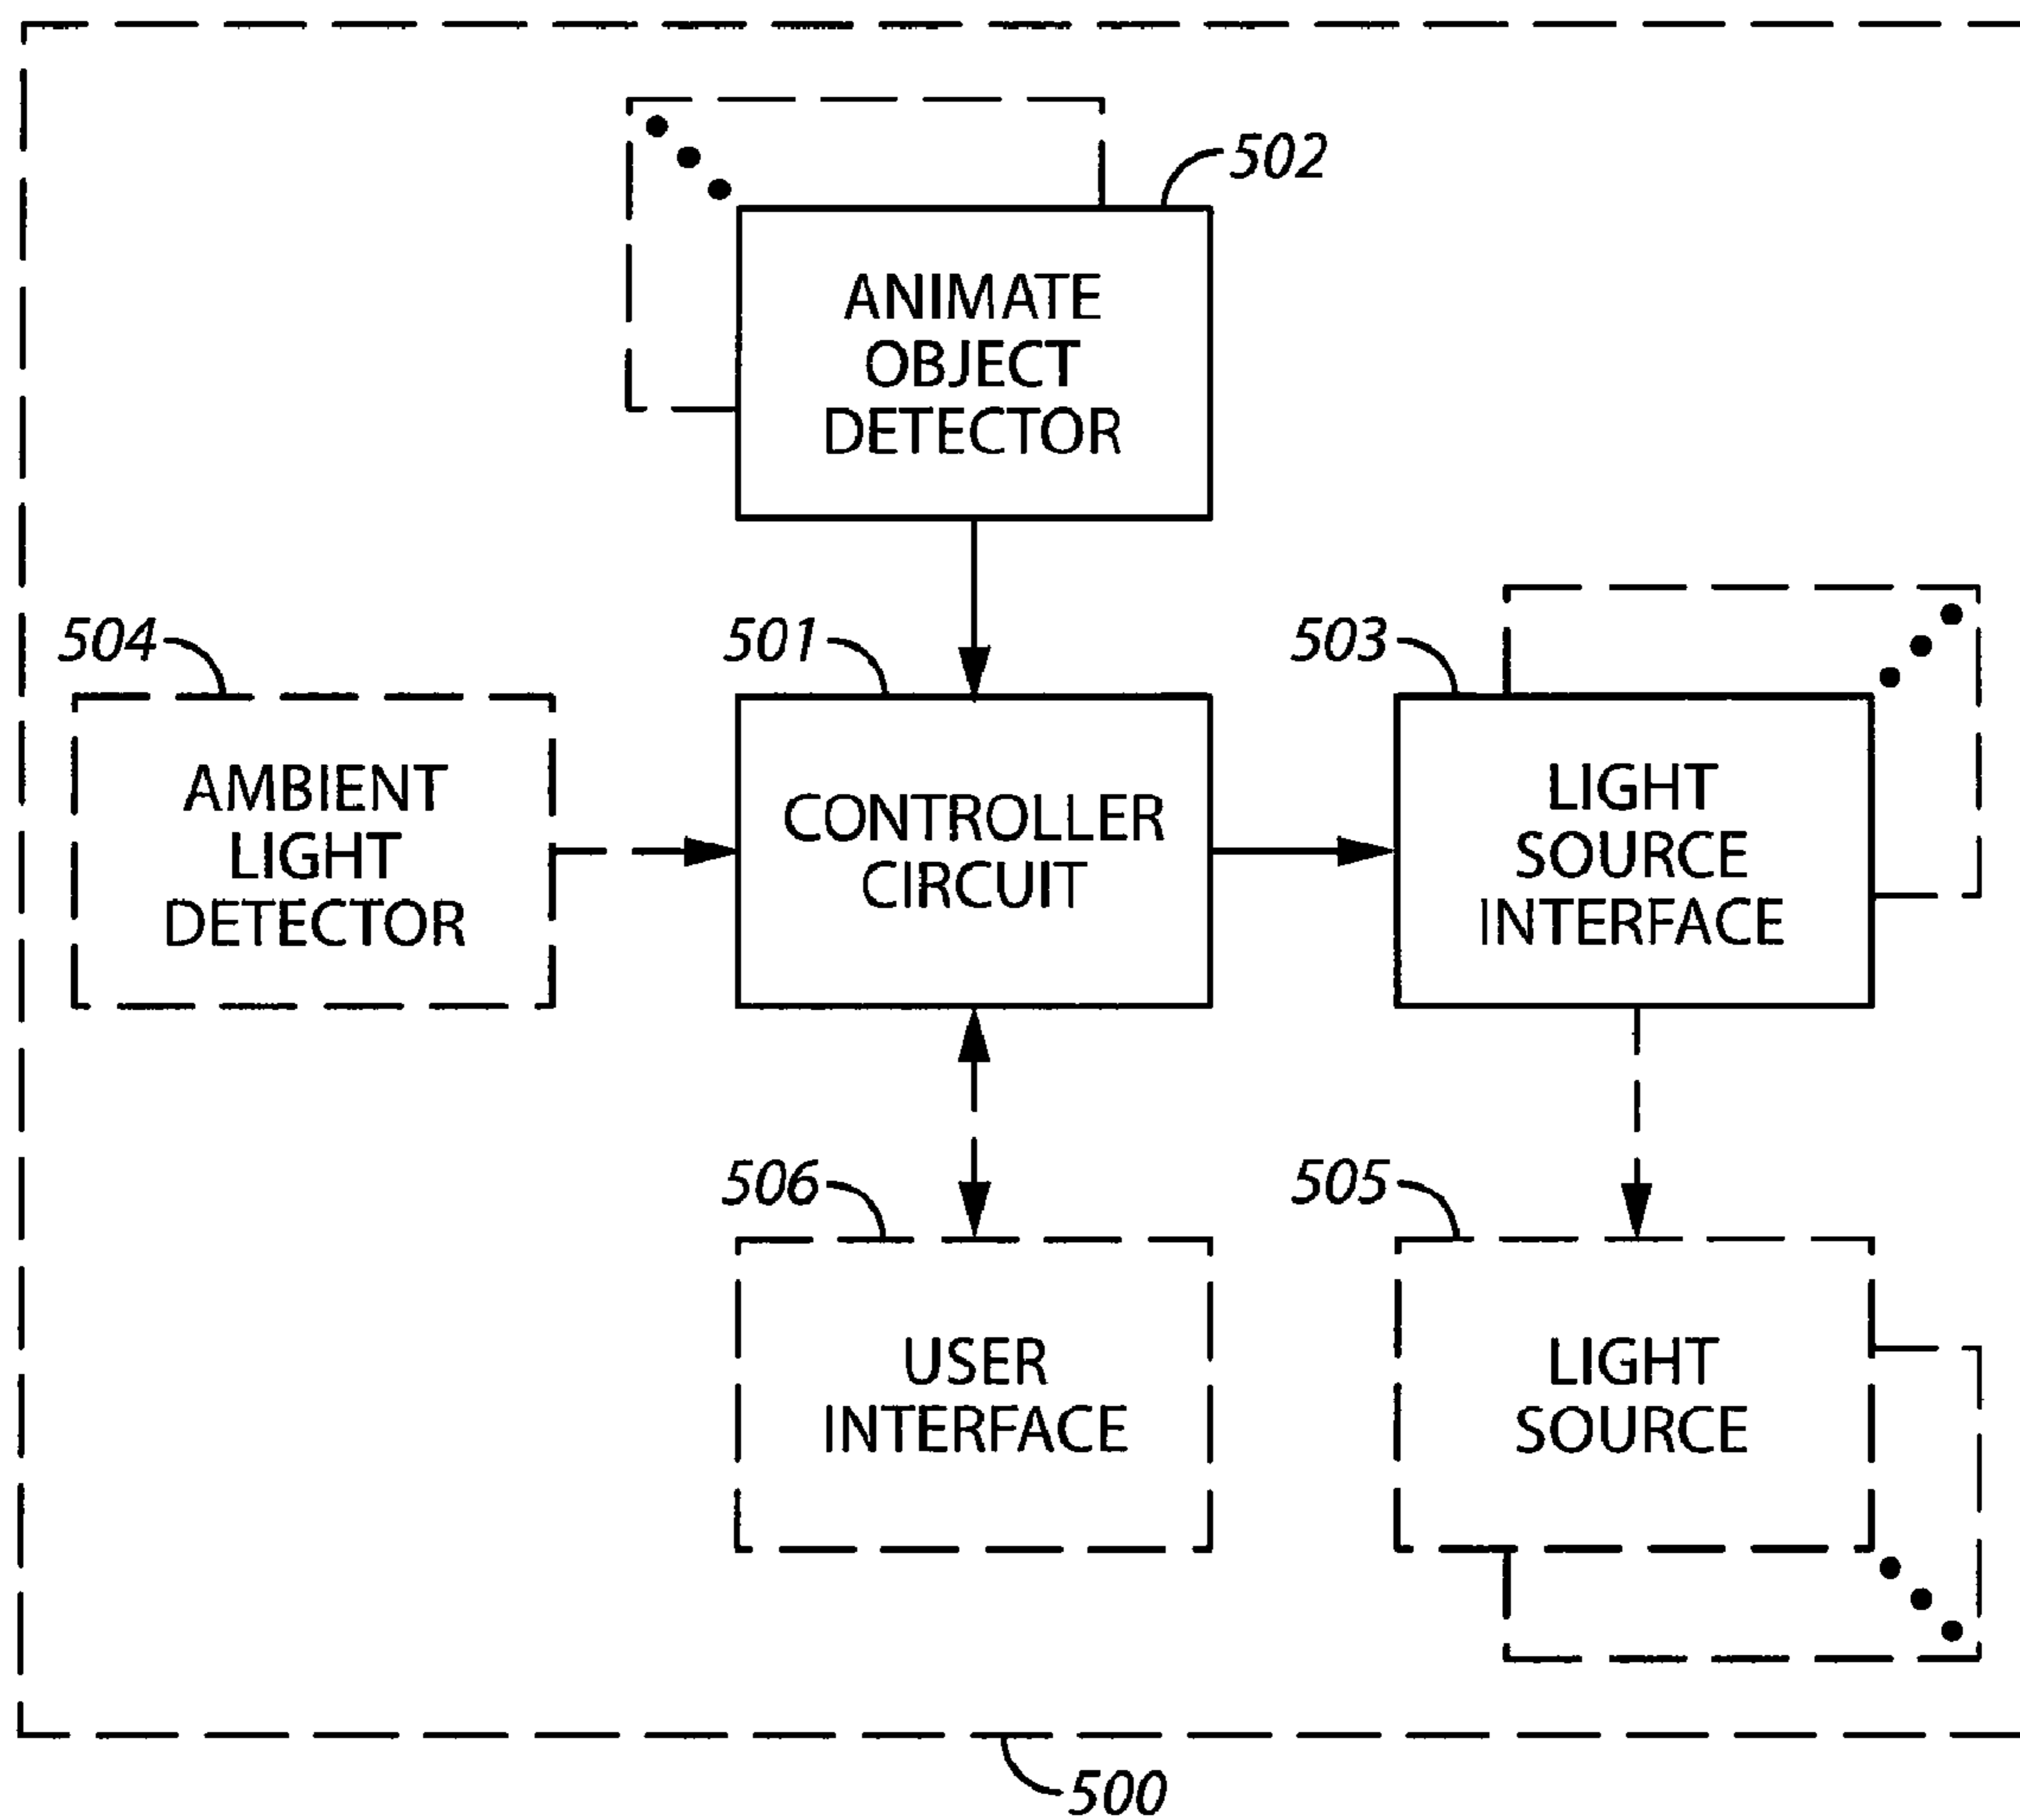 502
ANIMATE
OBJECT
DETECTOR
504
501
503
AMBIENT
LIGHT
DETECTOR
CONTROLLER
CIRCUIT
LIGHT
SOURCE
INTERFACE
506
505
USER
INTERFACE
LIGHT
SOURCE
500